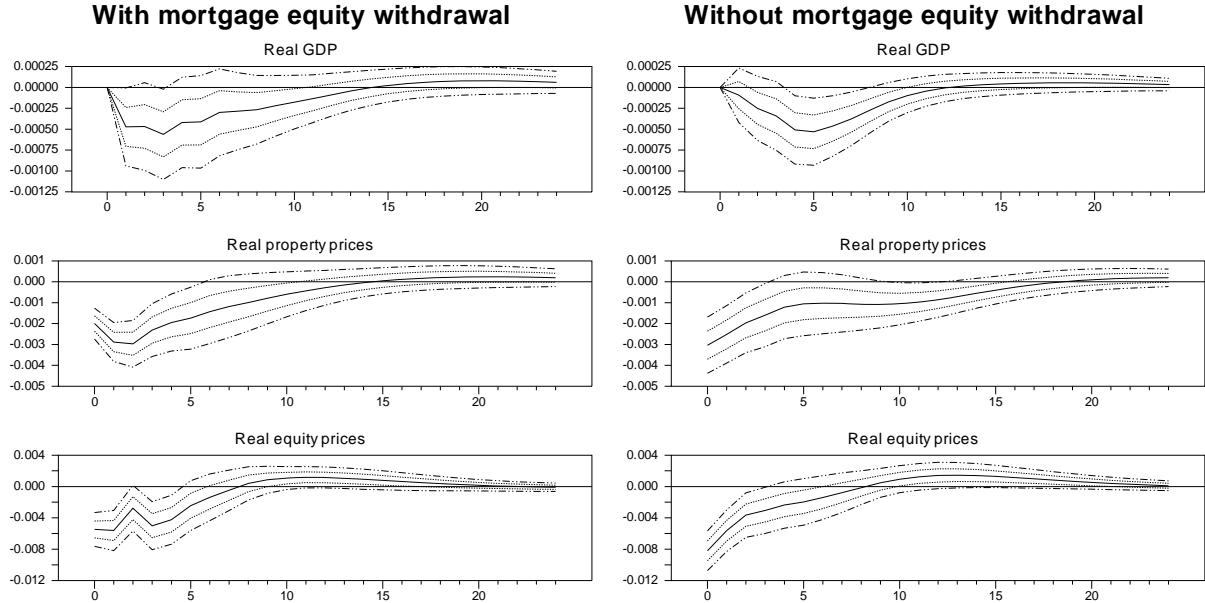 With mortgage equity withdrawal
Real GDP
0.00025
0.00000
-0.00025
-0.00050
-0.00075
-0.00100
-0.00125
0 5 10 15 20
Real property prices
0.001
0.000
-0.001
-0.002
-0.003
-0.004
-0.005
0 5 10 15 20
Real equity prices
0.004
0.000
-0.004
-0.008
-0.012
0 5 10 15 20
Without mortgage equity withdrawal
Real GDP
0.00025
0.00000
-0.00025
-0.00050
-0.00075
-0.00100
-0.00125
0 5 10 15 20
Real property prices
0.001
0.000
-0.001
-0.002
-0.003
-0.004
-0.005
0 5 10 15 20
Real equity prices
0.004
0.000
-0.004
-0.008
-0.012
0 5 10 15 20